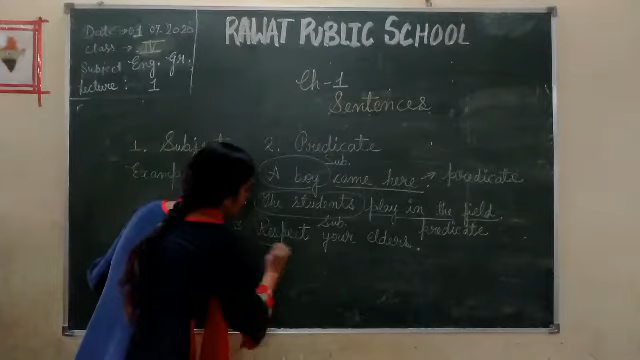 RAWAT PUBLIC SCHOOL
Date → 01 07.2020
Class → IV
Subject Eng. Gr.
Lecture : 1
Ch-1
Sentences
1. Subject 2. Predicate
Sub.
A boy came here. → predicate
The students play in the field
Sub. predicate
3. Respect your elders.